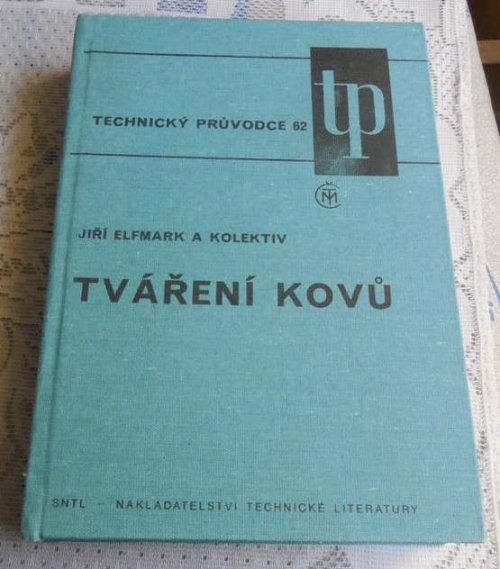 tp
TECHNICKÝ PRŮVODCE 62
JIŘÍ ELFMARK A KOLEKTIV
TVÁŘENÍ KOVŮ
SNTL – NAKLADATELSTVÍ TECHNICKÉ LITERATURY